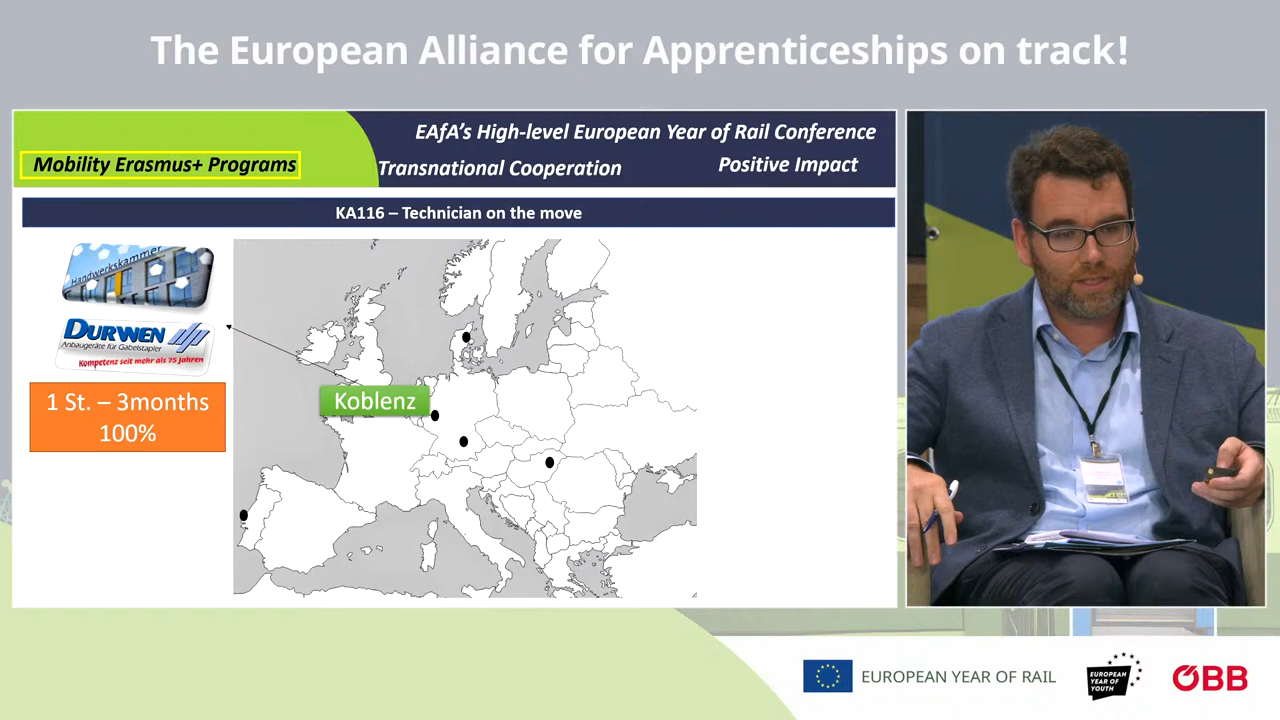 The European Alliance for Apprenticeships on track!
EAfA's High-level European Year of Rail Conference
Mobility Erasmus+ Programs
Transnational Cooperation
Positive Impact
KA116 – Technician on the move
Handwerkskammer
DURWEN
Anbaugeräte für Gabelstapler
Kompetenz seit mehr als 75 Jahren
1 St. – 3months
100%
Koblenz
EUROPEAN YEAR OF RAIL
EUROPEAN
YEAR OF
YOUTH
ÖBB